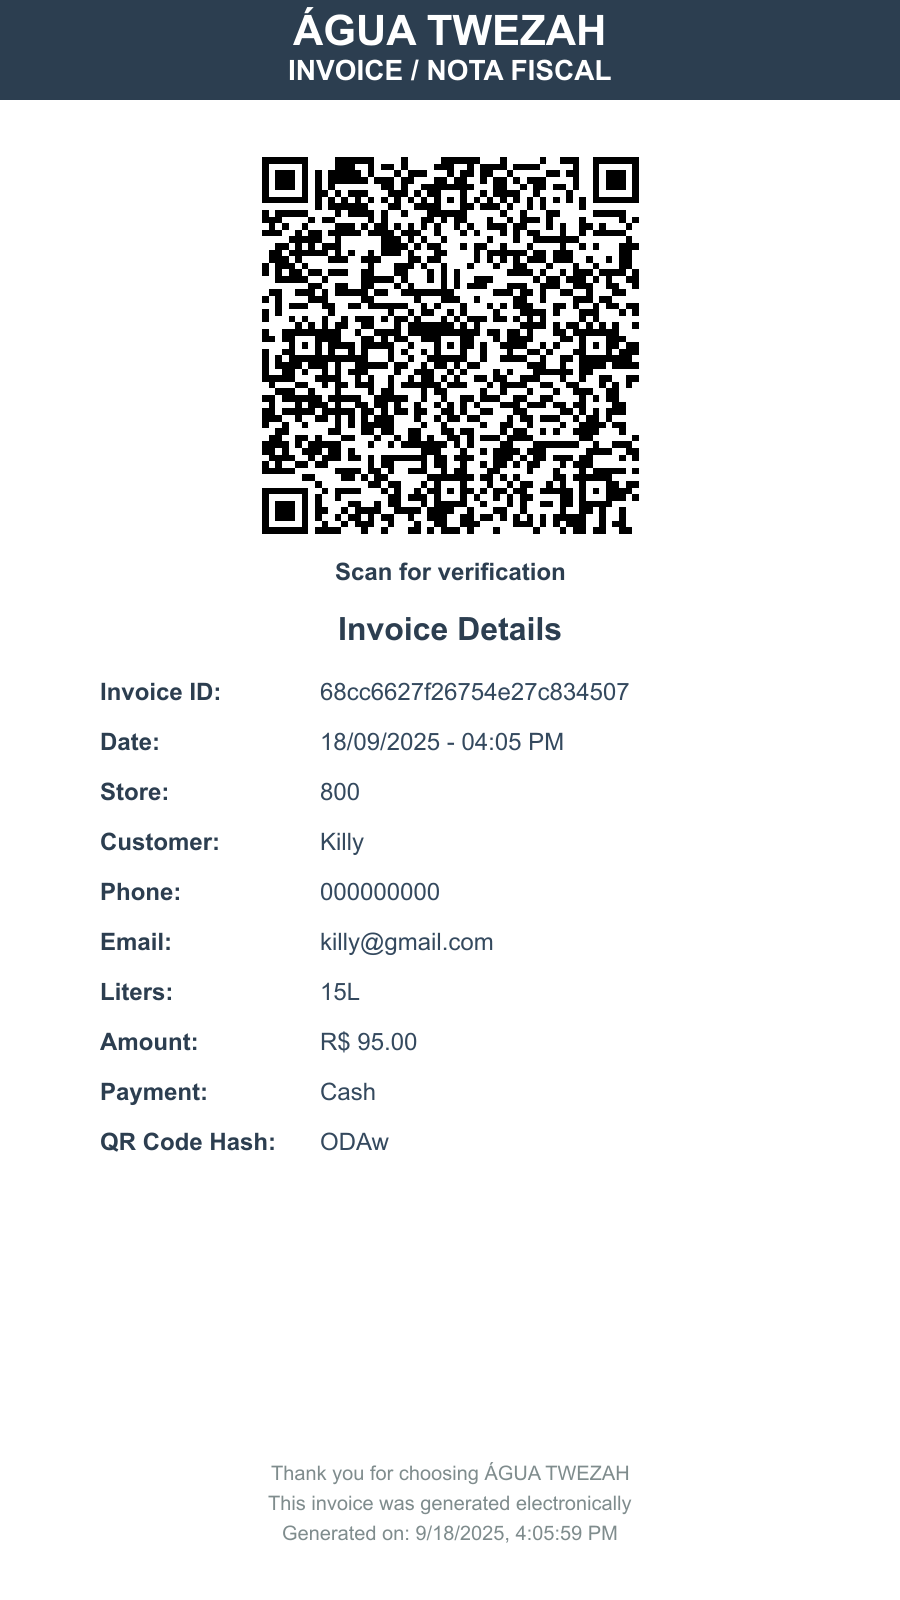 ÁGUA TWEZAH
INVOICE / NOTA FISCAL
Scan for verification
Invoice Details
Invoice ID: 68cc6627f26754e27c834507
Date: 18/09/2025 - 04:05 PM
Store: 800
Customer: Killy
Phone: 000000000
Email: killy@gmail.com
Liters: 15L
Amount: R$ 95.00
Payment: Cash
QR Code Hash: ODAw
Thank you for choosing ÁGUA TWEZAH
This invoice was generated electronically
Generated on: 9/18/2025, 4:05:59 PM